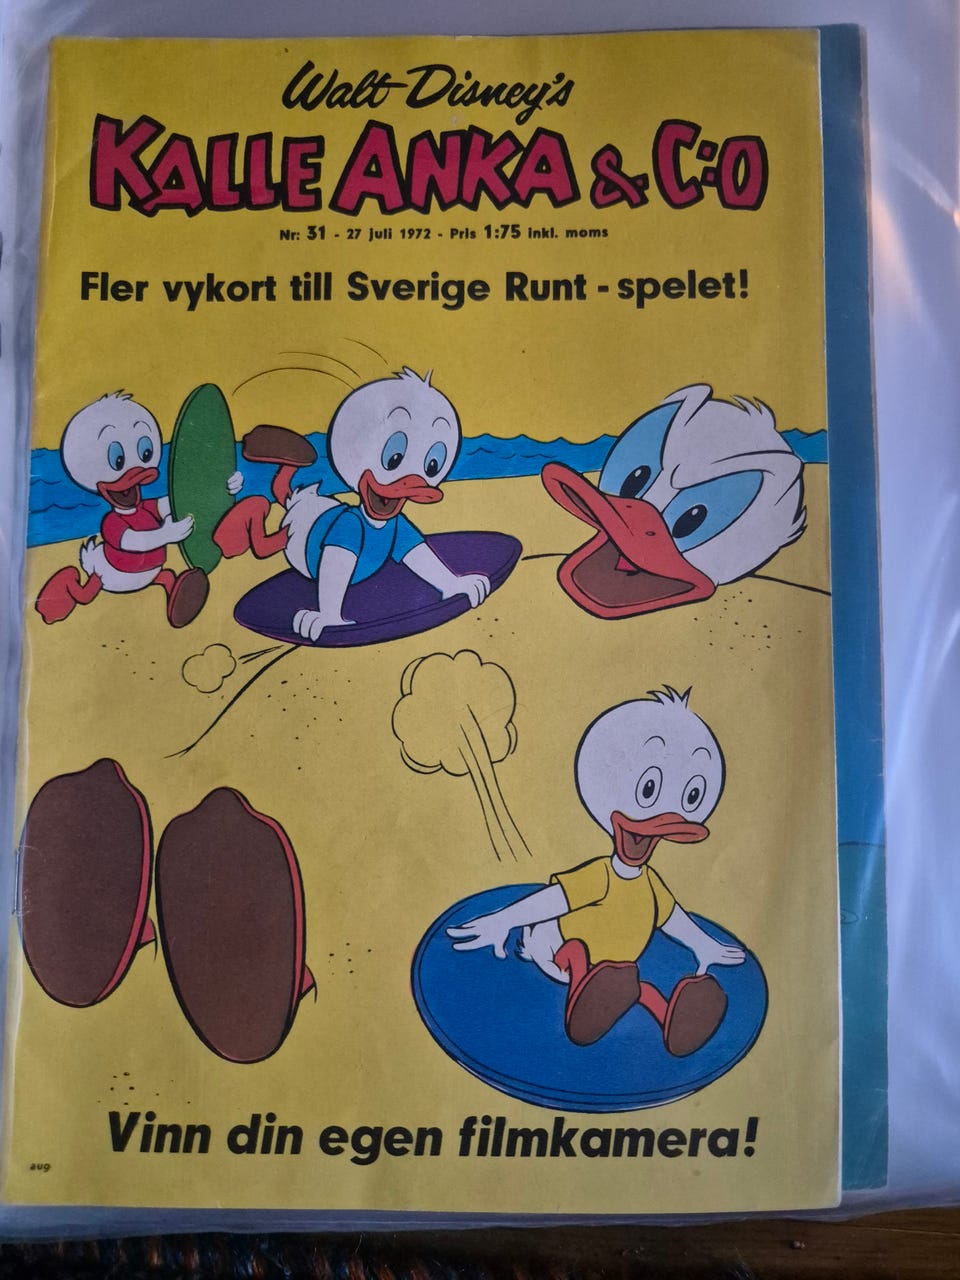 Walt Disney's
KALLE ANKA & C:O
Nr: 31 - 27 juli 1972 - Pris 1:75 inkl. moms
Fler vykort till Sverige Runt - spelet!
Vinn din egen filmkamera!
aug